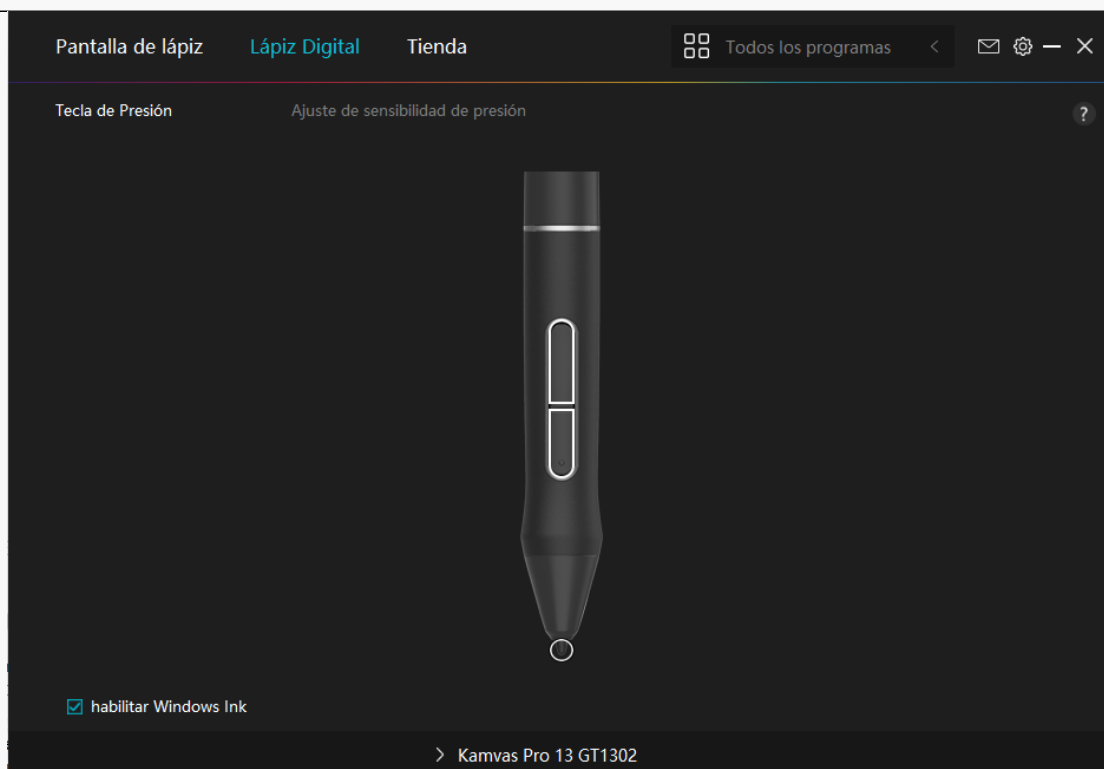 Pantalla de lápiz Lápiz Digital Tienda Todos los programas
Tecla de Presión Ajuste de sensibilidad de presión ?
habilitar Windows Ink
Kamvas Pro 13 GT1302